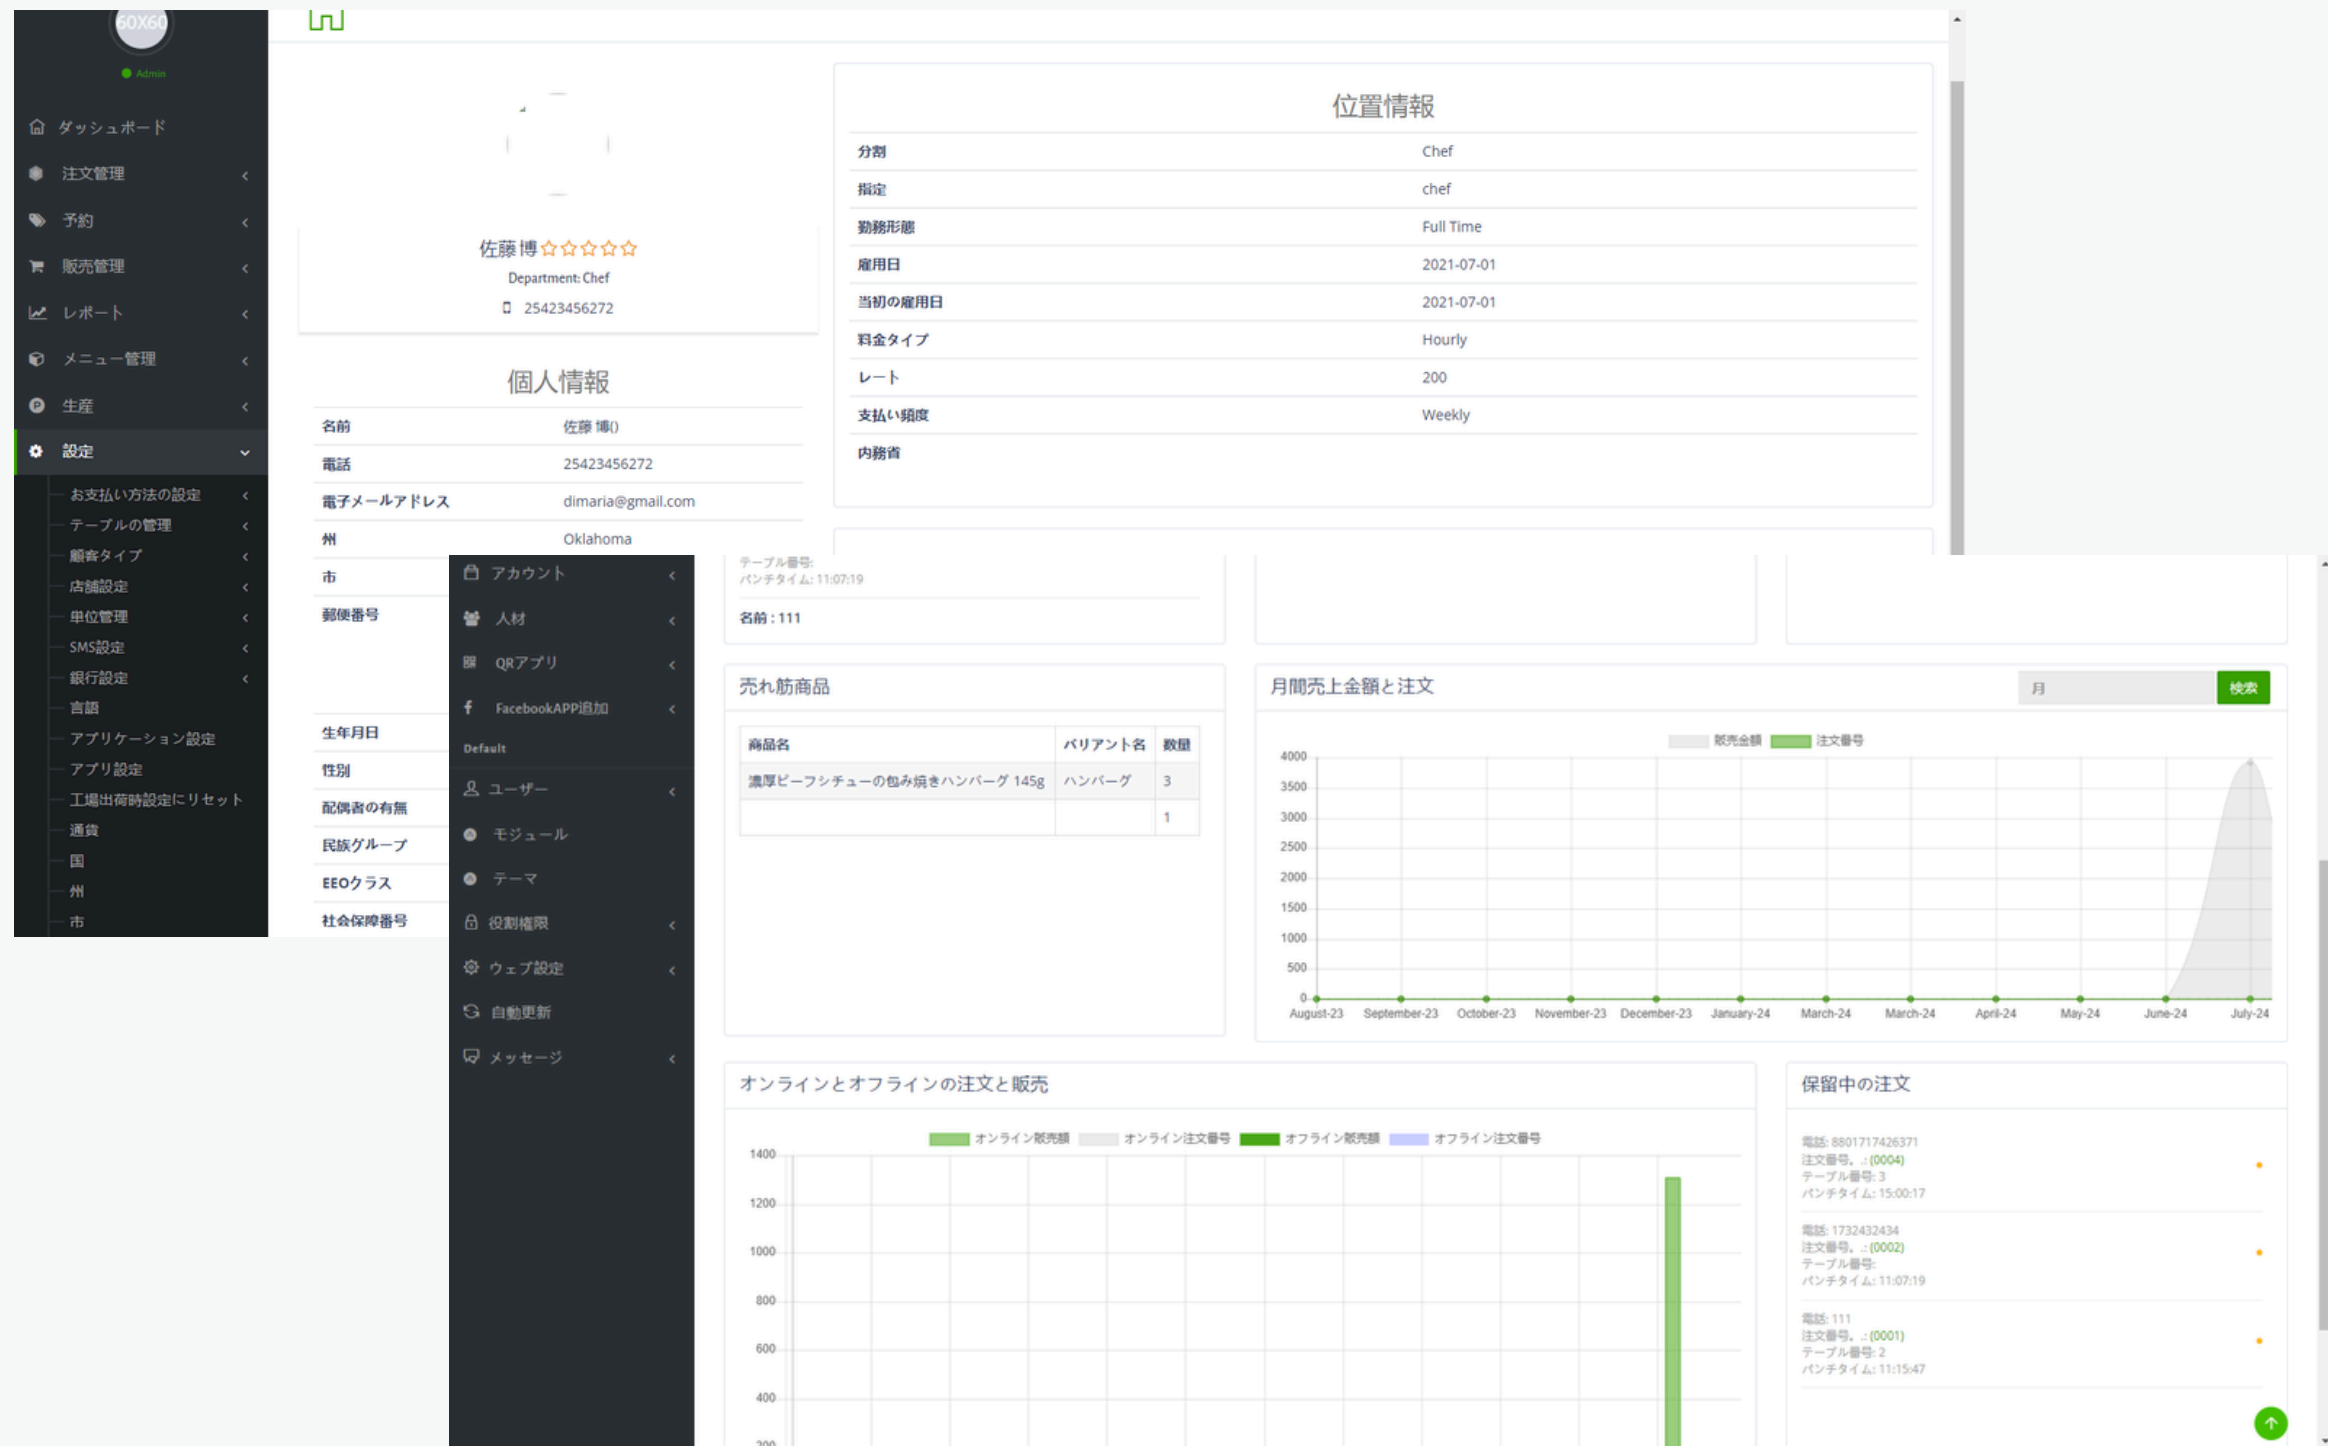 60X60
Admin
ダッシュボード
注文管理
予約
販売管理
レポート
メニュー管理
生産
設定
お支払い方法の設定
テーブルの管理
顧客タイプ
店舗設定
単位管理
SMS設定
銀行設定
言語
アプリケーション設定
アプリ設定
工場出荷時設定にリセット
通貨
国
州
市
佐藤博
Department: Chef
25423456272
個人情報
名前 佐藤 博()
電話 25423456272
電子メールアドレス dimaria@gmail.com
州 Oklahoma
市
郵便番号
生年月日
性別
配偶者の有無
民族グループ
EEOクラス
社会保障番号
位置情報
分割 Chef
指定 chef
勤務形態 Full Time
雇用日 2021-07-01
当初の雇用日 2021-07-01
料金タイプ Hourly
レート 200
支払い頻度 Weekly
内務省
アカウント
人材
QRアプリ
FacebookAPP追加
Default
ユーザー
モジュール
テーマ
役割権限
ウェブ設定
自動更新
メッセージ
テーブル番号:
パンチタイム: 11:07:19
名前 : 111
売れ筋商品
商品名 バリアント名 数量
濃厚ビーフシチューの包み焼きハンバーグ 145g ハンバーグ 3
1
月間売上金額と注文
月 検索
販売金額 注文番号
4000
3500
3000
2500
2000
1500
1000
500
0
August-23 September-23 October-23 November-23 December-23 January-24 March-24 March-24 April-24 May-24 June-24 July-24
オンラインとオフラインの注文と販売
オンライン販売額 オンライン注文番号 オフライン販売額 オフライン注文番号
1400
1200
1000
800
600
400
200
保留中の注文
電話: 8801717426371
注文番号。.: (0004)
テーブル番号: 3
パンチタイム: 15:00:17
電話: 1732432434
注文番号。.: (0002)
テーブル番号:
パンチタイム: 11:07:19
電話: 111
注文番号。.: (0001)
テーブル番号: 2
パンチタイム: 11:15:47